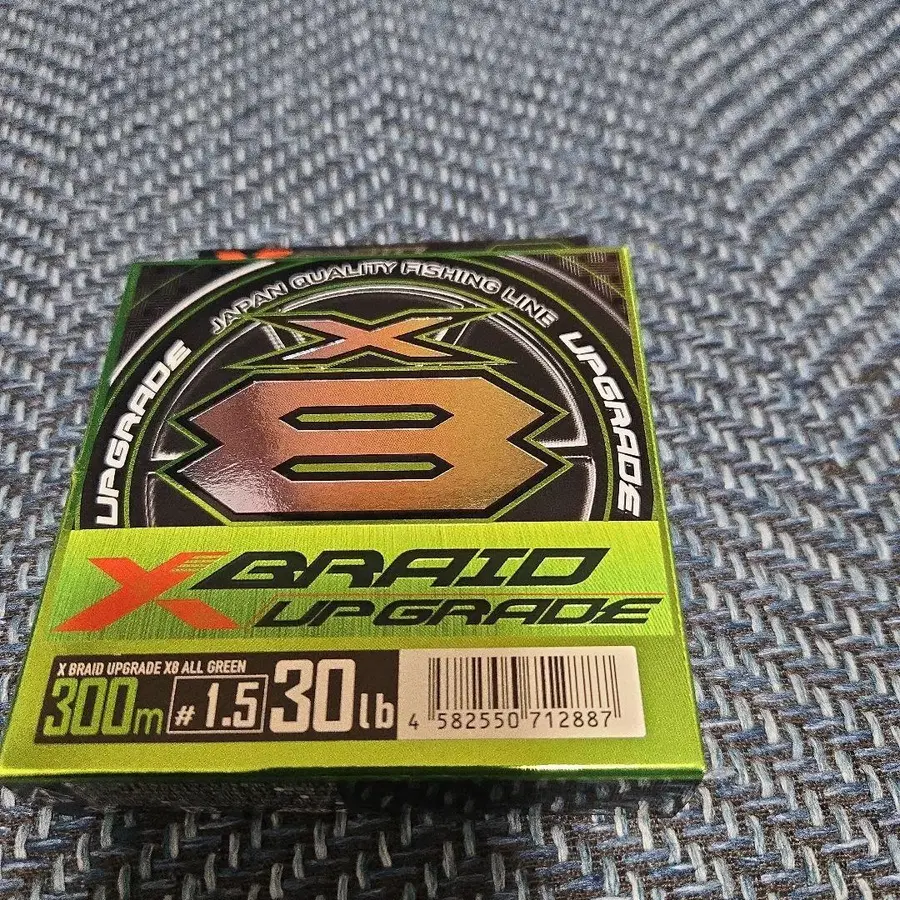 JAPAN QUALITY FISHING LINE
UPGRADE
UPGRADE
X
8
X BRAID
UPGRADE
X BRAID UPGRADE X8 ALL GREEN
300m #1.5 30lb
4 582550 712887